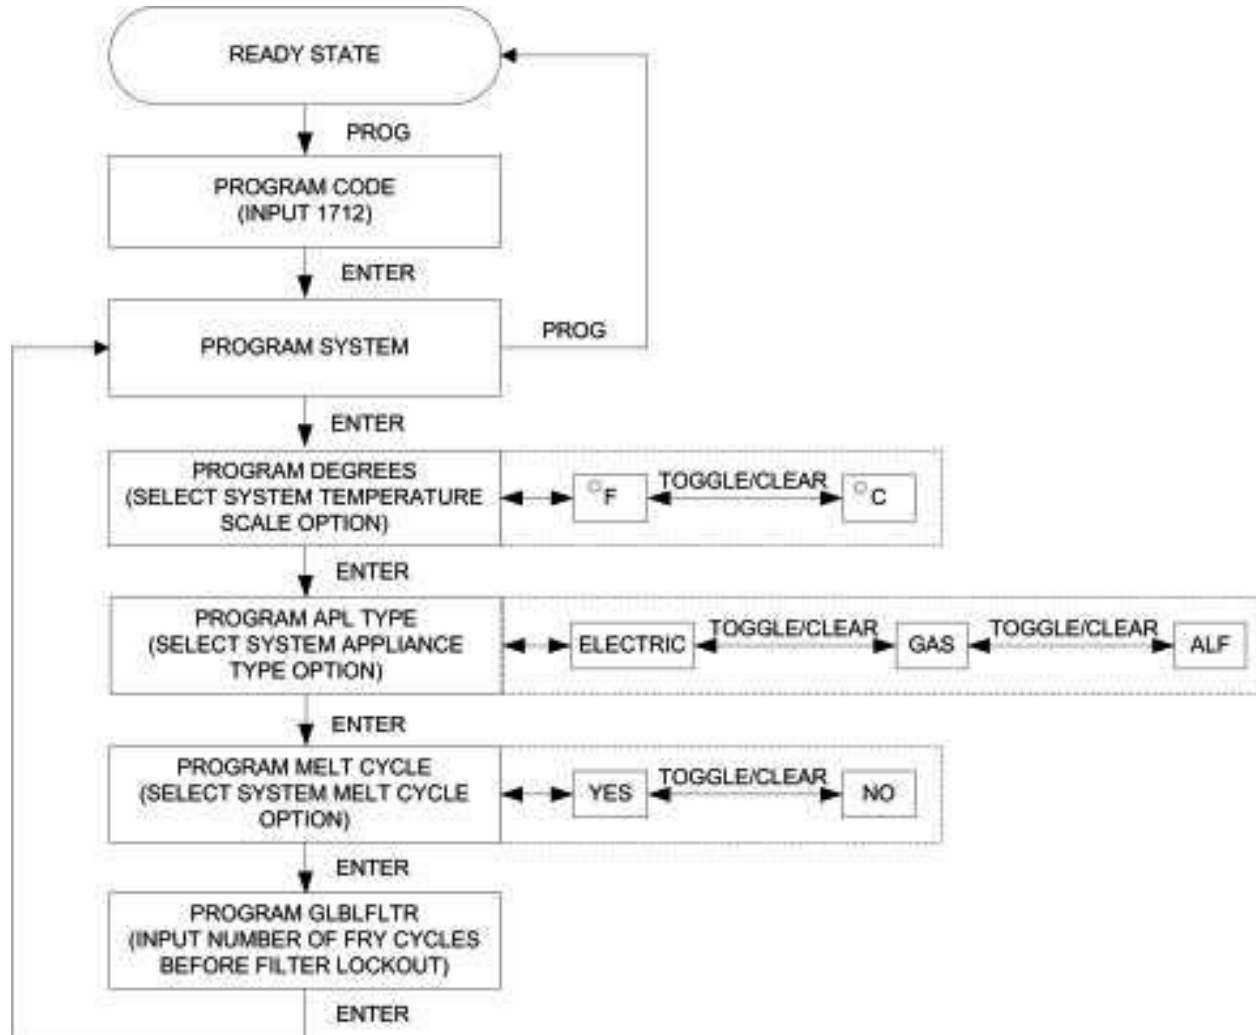 READY STATE
PROG
PROGRAM CODE
(INPUT 1712)
ENTER
PROGRAM SYSTEM
PROG
ENTER
PROGRAM DEGREES
(SELECT SYSTEM TEMPERATURE
SCALE OPTION)
°F
TOGGLE/CLEAR
°C
ENTER
PROGRAM APL TYPE
(SELECT SYSTEM APPLIANCE
TYPE OPTION)
ELECTRIC
TOGGLE/CLEAR
GAS
TOGGLE/CLEAR
ALF
ENTER
PROGRAM MELT CYCLE
(SELECT SYSTEM MELT CYCLE
OPTION)
YES
TOGGLE/CLEAR
NO
ENTER
PROGRAM GLBLFLTR
(INPUT NUMBER OF FRY CYCLES
BEFORE FILTER LOCKOUT)
ENTER